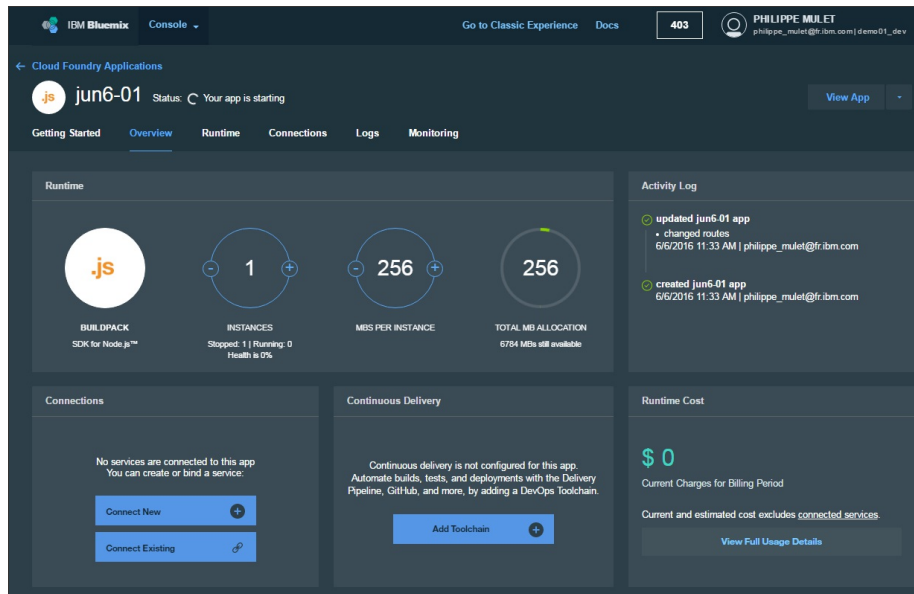 IBM Bluemix Console Go to Classic Experience Docs 403 PHILIPPE MULET
philippe_mulet@fr.ibm.com | demo01_dev
← Cloud Foundry Applications
.js jun6-01 Status: Your app is starting View App
Getting Started Overview Runtime Connections Logs Monitoring
Runtime
.js
- 1 +
- 256 +
256
BUILDPACK
SDK for Node.js™
INSTANCES
Stopped: 1 | Running: 0
Health is 0%
MBS PER INSTANCE
TOTAL MB ALLOCATION
6784 MBs still available
Activity Log
updated jun6-01 app
• changed routes
6/6/2016 11:33 AM | philippe_mulet@fr.ibm.com
created jun6-01 app
6/6/2016 11:33 AM | philippe_mulet@fr.ibm.com
Connections
No services are connected to this app
You can create or bind a service:
Connect New
Connect Existing
Continuous Delivery
Continuous delivery is not configured for this app.
Automate builds, tests, and deployments with the Delivery
Pipeline, GitHub, and more, by adding a DevOps Toolchain.
Add Toolchain
Runtime Cost
$ 0
Current Charges for Billing Period
Current and estimated cost excludes connected services.
View Full Usage Details